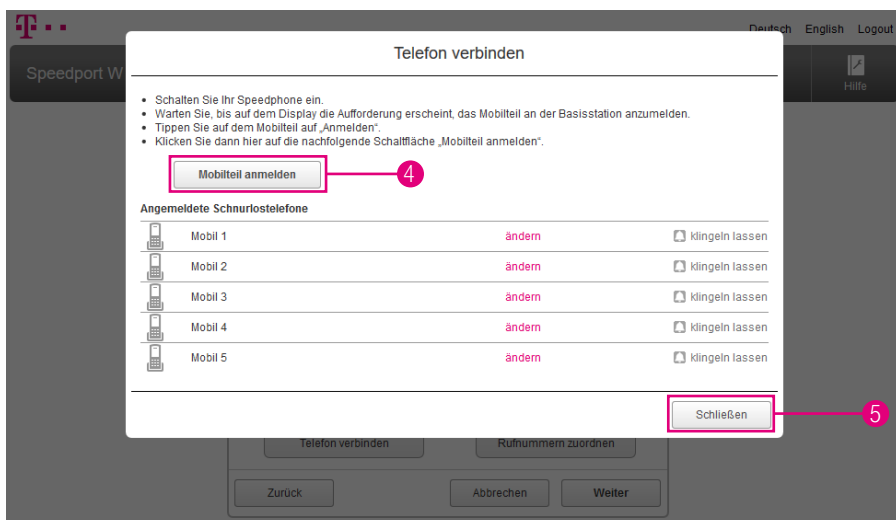 T
Deutsch English Logout
Telefon verbinden
Speedport W
Hilfe
• Schalten Sie Ihr Speedphone ein.
• Warten Sie, bis auf dem Display die Aufforderung erscheint, das Mobilteil an der Basisstation anzumelden.
• Tippen Sie auf dem Mobilteil auf „Anmelden“.
• Klicken Sie dann hier auf die nachfolgende Schaltfläche „Mobilteil anmelden“.
Mobilteil anmelden 4
Angemeldete Schnurlostelefone
Mobil 1 ändern klingeln lassen
Mobil 2 ändern klingeln lassen
Mobil 3 ändern klingeln lassen
Mobil 4 ändern klingeln lassen
Mobil 5 ändern klingeln lassen
Schließen 5
Telefon verbinden Rufnummern zuordnen
Zurück Abbrechen Weiter